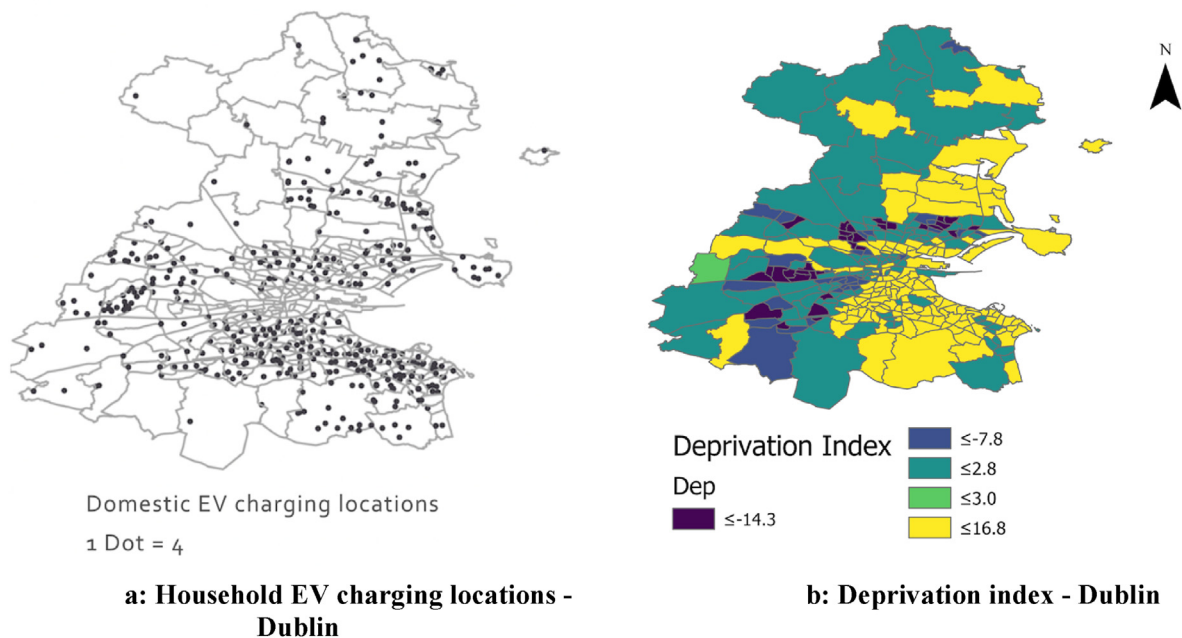 N
Domestic EV charging locations
1 Dot = 4
Deprivation Index
Dep
≤-14.3
≤-7.8
≤2.8
≤3.0
≤16.8
a: Household EV charging locations -
Dublin
b: Deprivation index - Dublin